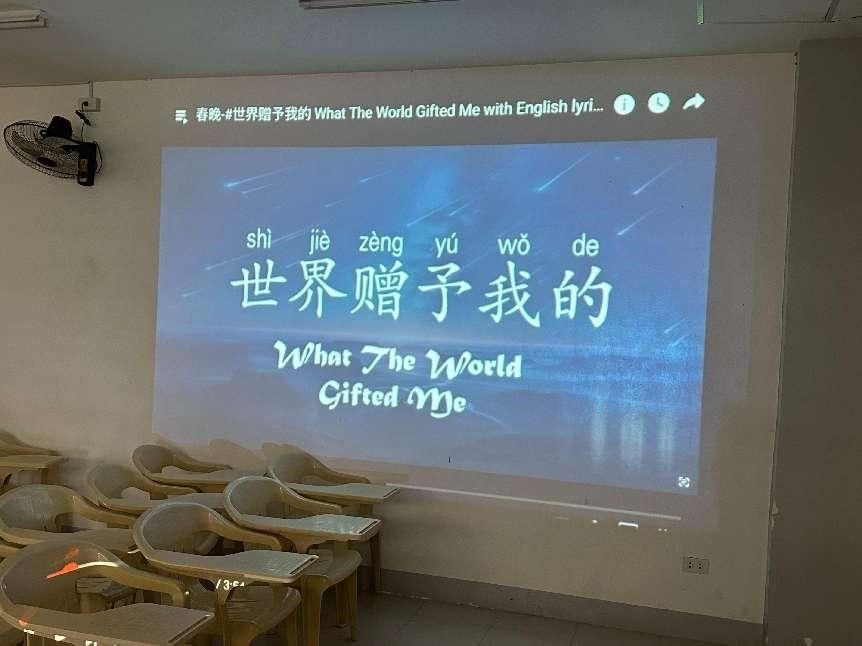 春晚-#世界赠予我的 What The World Gifted Me with English lyri...
shì jiè zèng yú wǒ de
世界赠予我的
What The World
Gifted Me